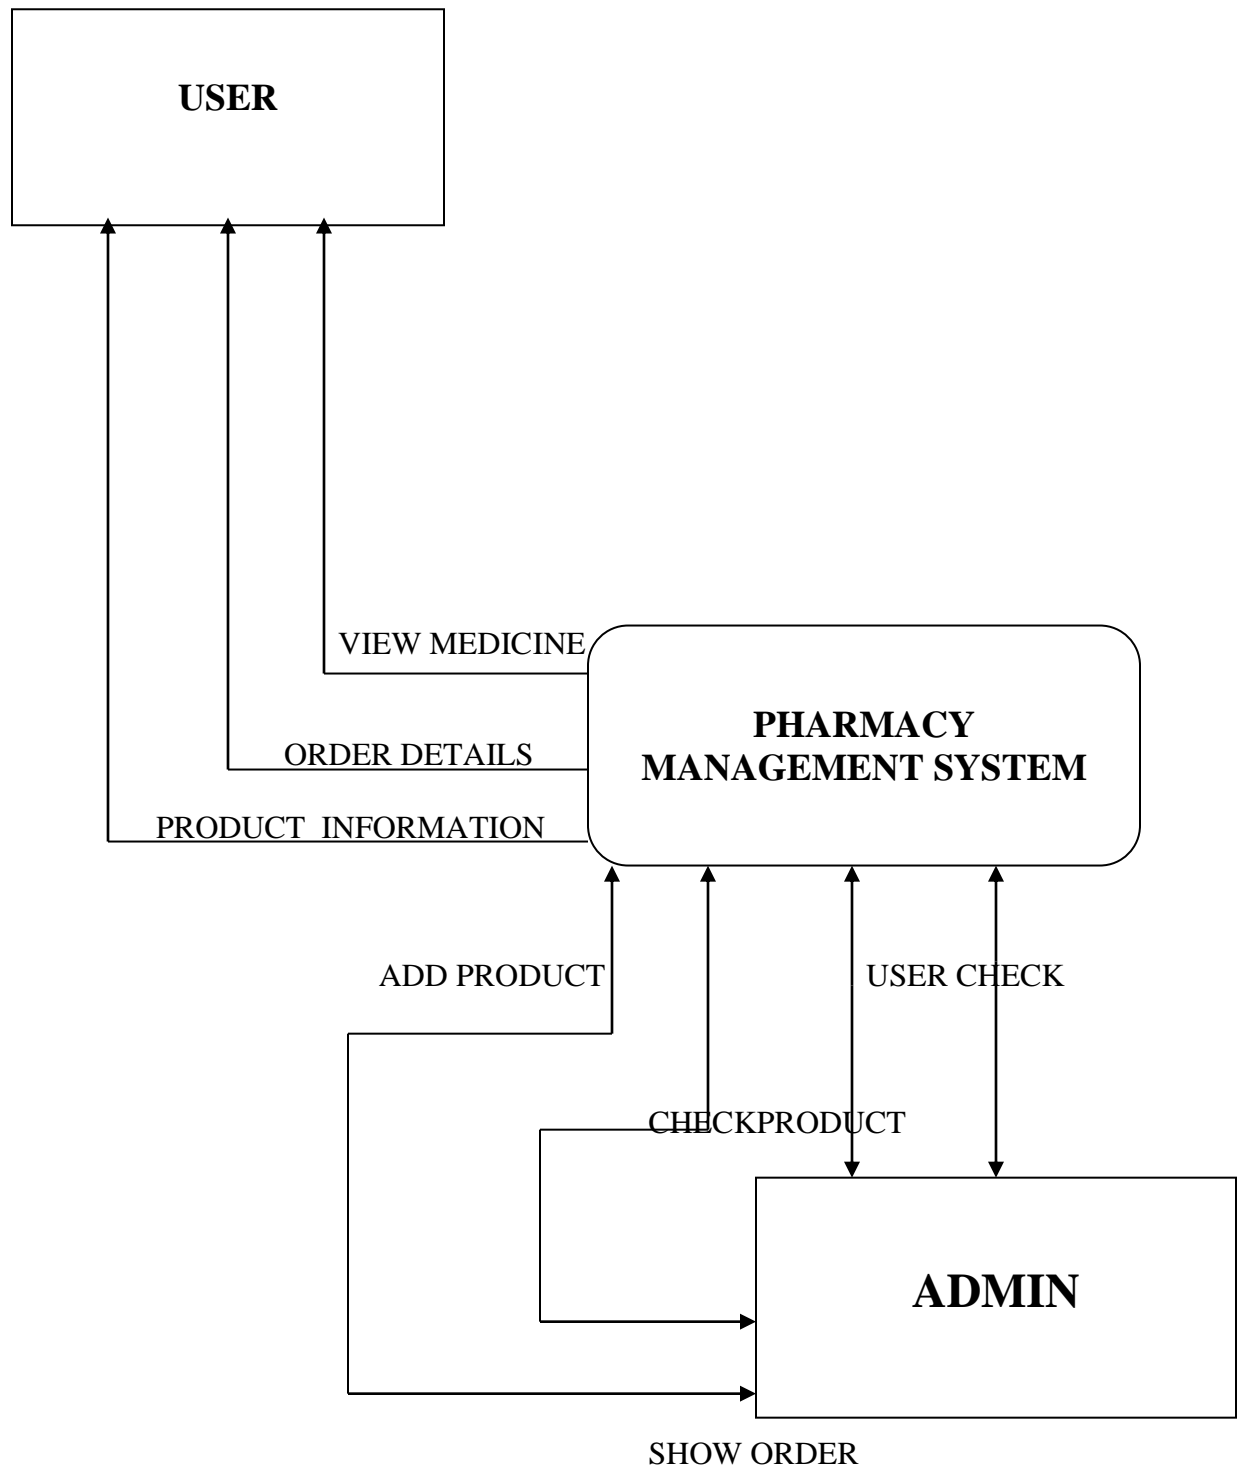 USER
VIEW MEDICINE
PHARMACY
MANAGEMENT SYSTEM
ORDER DETAILS
PRODUCT  INFORMATION
ADD PRODUCT
USER CHECK
CHECKPRODUCT
ADMIN
SHOW ORDER